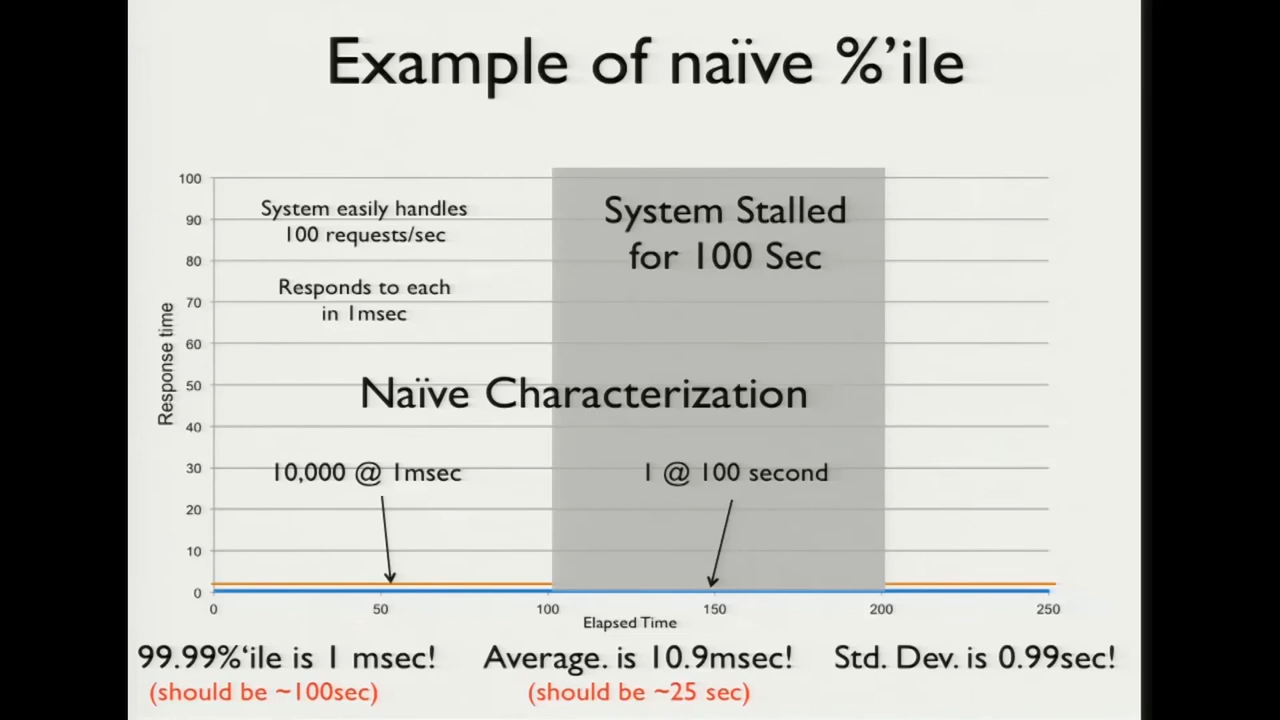 Example of naïve %’ile
System easily handles
100 requests/sec
Responds to each
in 1msec
System Stalled
for 100 Sec
Naïve Characterization
10,000 @ 1msec
1 @ 100 second
Response time
100
90
80
70
60
50
40
30
20
10
0
0 50 100 150 200 250
Elapsed Time
99.99%‘ile is 1 msec! Average. is 10.9msec! Std. Dev. is 0.99sec!
(should be ~100sec) (should be ~25 sec)